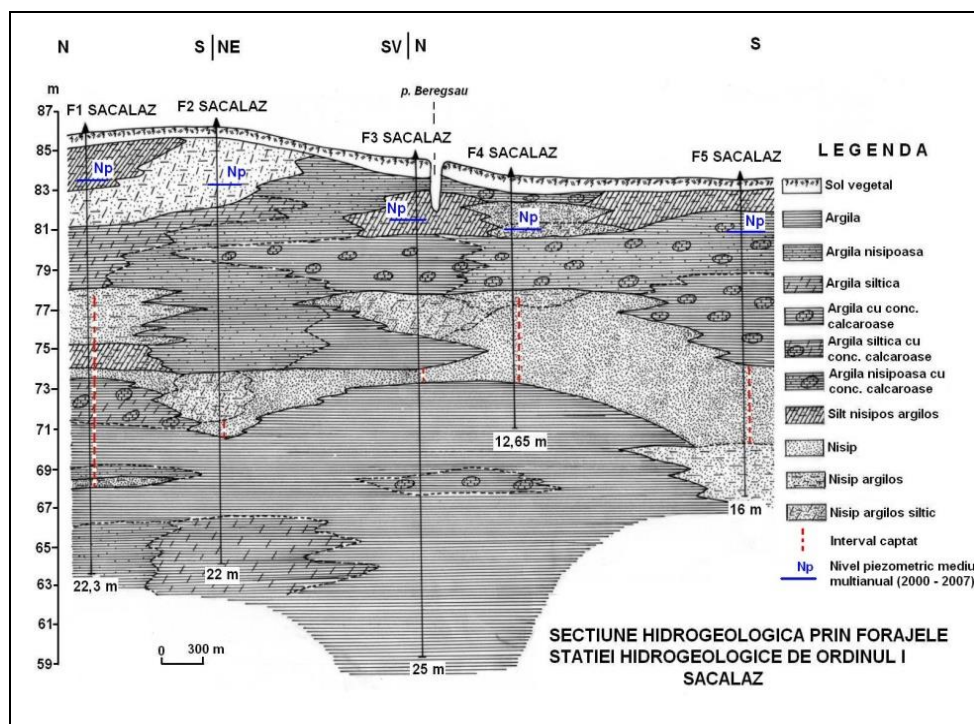 N
S | NE
SV | N
S
m
p. Beregsau
87
85
83
81
79
77
75
73
71
69
67
65
63
61
59
F1 SACALAZ
F2 SACALAZ
F3 SACALAZ
F4 SACALAZ
F5 SACALAZ
Np
Np
Np
Np
Np
22,3 m
22 m
25 m
12,65 m
16 m
0 300 m
LEGENDA
Sol vegetal
Argila
Argila nisipoasa
Argila siltica
Argila cu conc.
calcaroase
Argila siltica cu
conc. calcaroase
Argila nisipoasa cu
conc. calcaroase
Silt nisipos argilos
Nisip
Nisip argilos
Nisip argilos siltic
Interval captat
Np Nivel piezometric mediu
multianual (2000 - 2007)
SECTIUNE HIDROGEOLOGICA PRIN FORAJELE
STATIEI HIDROGEOLOGICE DE ORDINUL I
SACALAZ